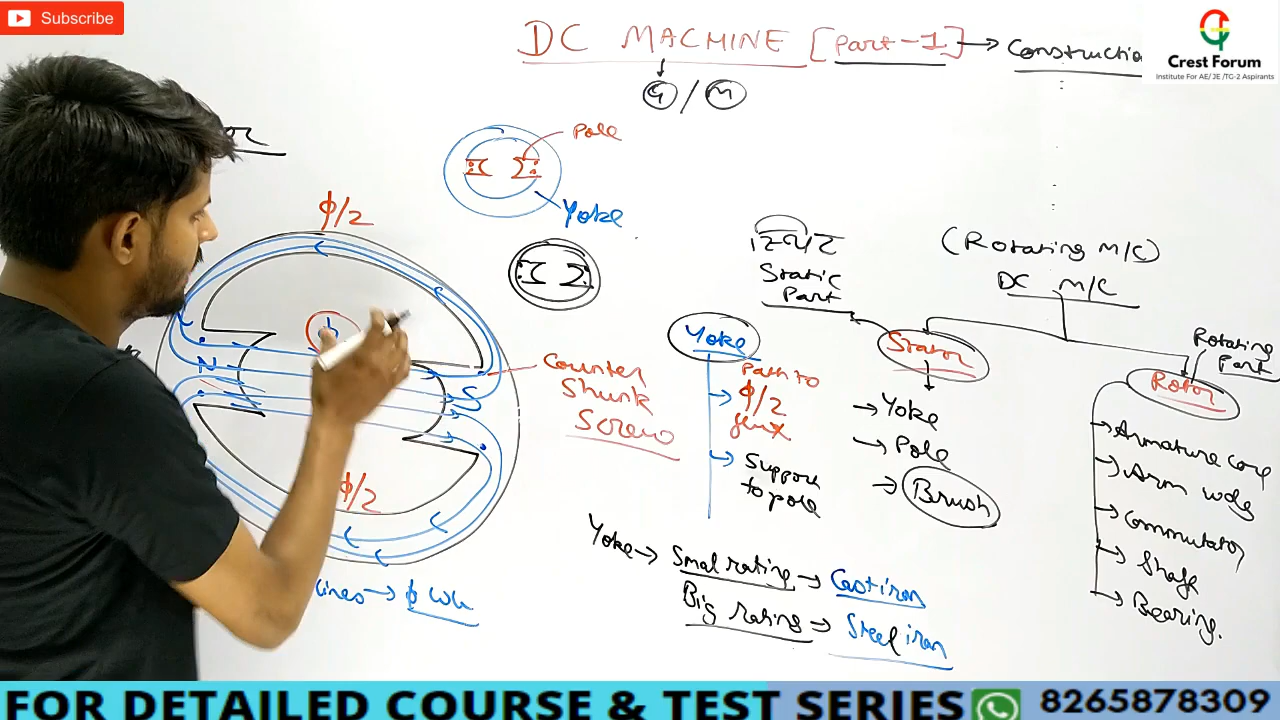 Subscribe
DC MACHINE [Part-1] → Constructio
Crest Forum
Institute For AE/ JE /TG-2 Aspirants
G / M
Pole
Yoke
ϕ/2
N
S
ϕ/2
Counter
Shunk
Screw
lines → ϕ wb
Static
Part
(Rotating M/C)
DC M/C
Yoke
Stator
Rotating
Part
Rotor
Path to
ϕ/2
flux
Support
to pole
→ Yoke
→ Pole
→ Brush
Armature core
Arm wdg
Commutator
Shaft
Bearing.
Yoke → Smal rating → Cast iron
Big rating → Steel iron
FOR DETAILED COURSE & TEST SERIES 8265878309